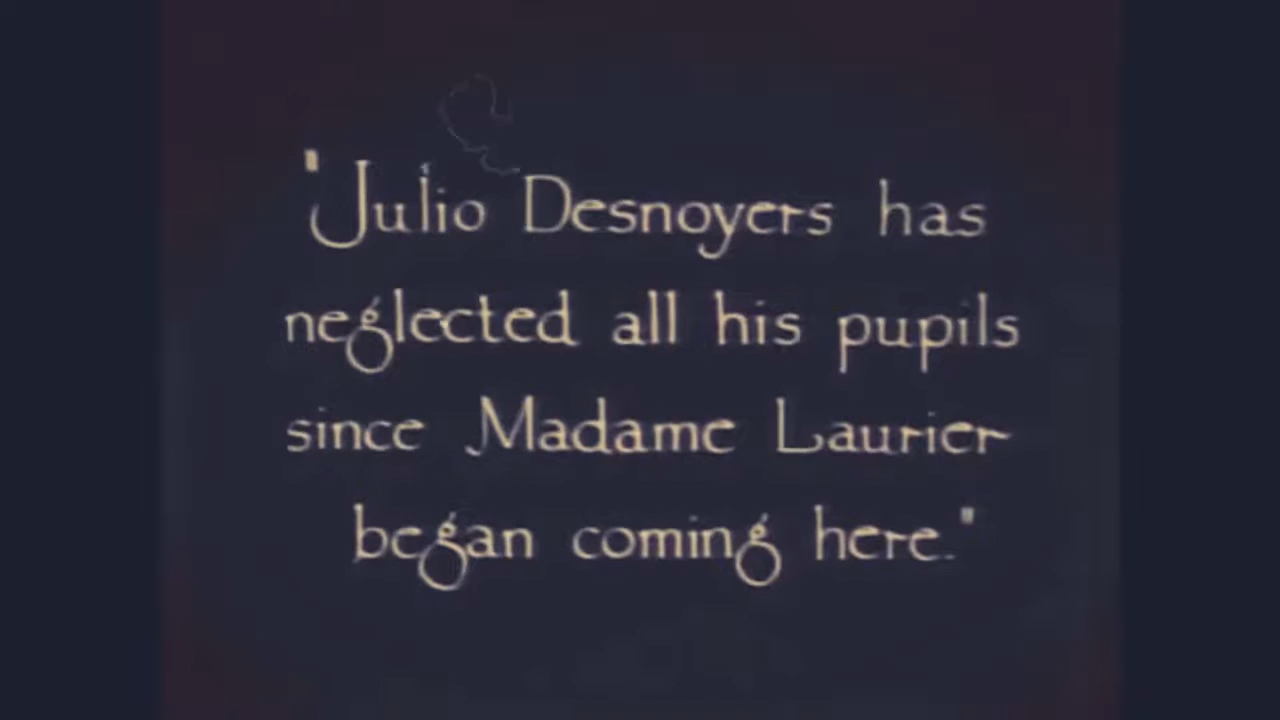 "Julio Desnoyers has
neglected all his pupils
since Madame Laurier
began coming here."